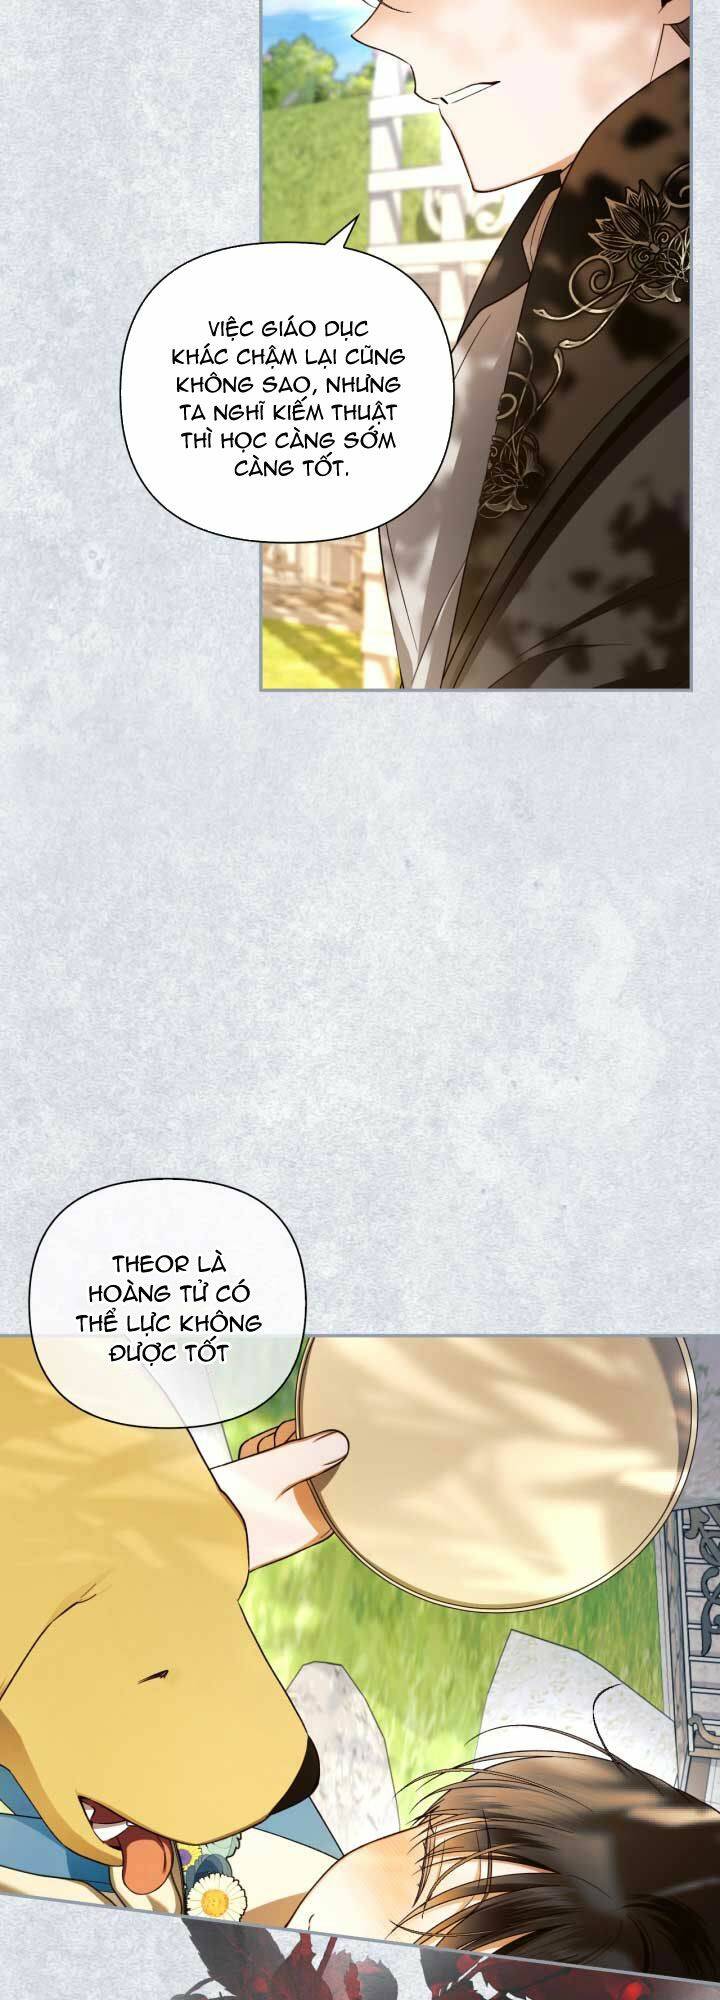 VIỆC GIÁO DỤC
KHÁC CHẬM LẠI CŨNG
KHÔNG SAO, NHƯNG
TA NGHĨ KIẾM THUẬT
THÌ HỌC CÀNG SỚM
CÀNG TỐT.
THEOR LÀ
HOÀNG TỬ CÓ
THỂ LỰC KHÔNG
ĐƯỢC TỐT